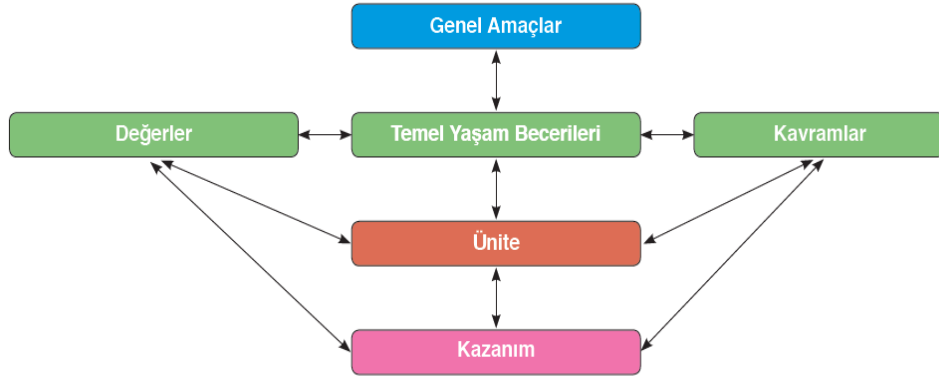 Genel Amaçlar
Değerler
Temel Yaşam Becerileri
Kavramlar
Ünite
Kazanım